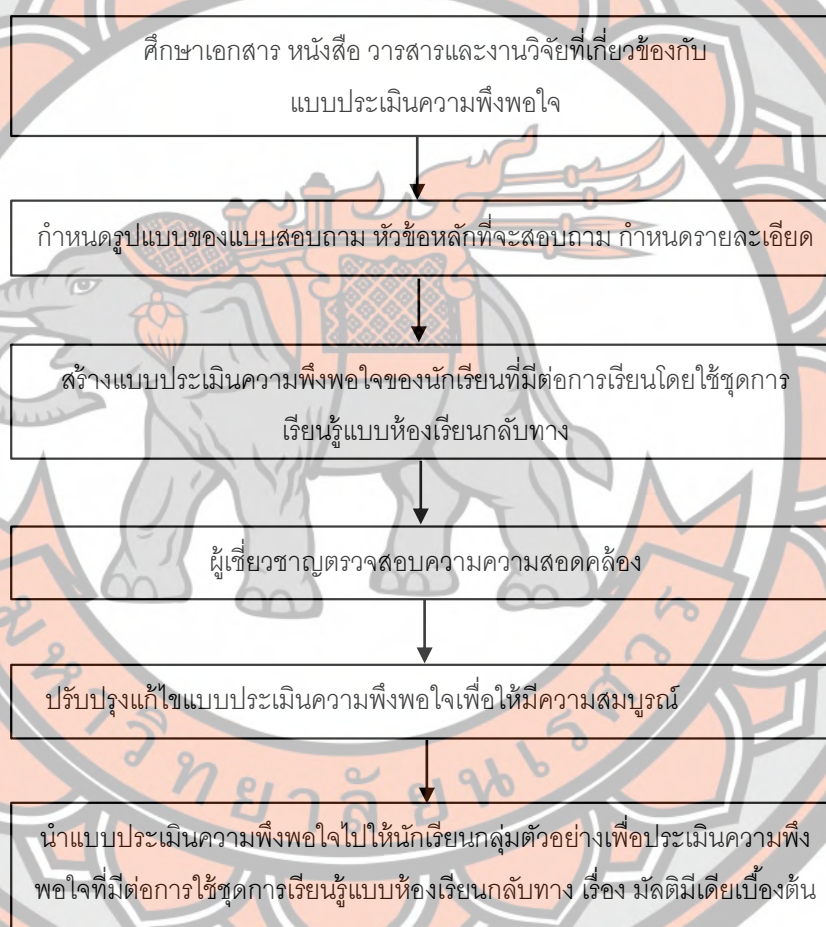 ศึกษาเอกสาร หนังสือ วารสารและงานวิจัยที่เกี่ยวข้องกับ
แบบประเมินความพึงพอใจ
กำหนดรูปแบบของแบบสอบถาม หัวข้อหลักที่จะสอบถาม กำหนดรายละเอียด
สร้างแบบประเมินความพึงพอใจของนักเรียนที่มีต่อการเรียนโดยใช้ชุดการ
เรียนรู้แบบห้องเรียนกลับทาง
ผู้เชี่ยวชาญตรวจสอบความความสอดคล้อง
ปรับปรุงแก้ไขแบบประเมินความพึงพอใจเพื่อให้มีความสมบูรณ์
นำแบบประเมินความพึงพอใจไปให้นักเรียนกลุ่มตัวอย่างเพื่อประเมินความพึง
พอใจที่มีต่อการใช้ชุดการเรียนรู้แบบห้องเรียนกลับทาง เรื่อง มัลติมีเดียเบื้องต้น
มหาวิทยาลัยนเรศวร